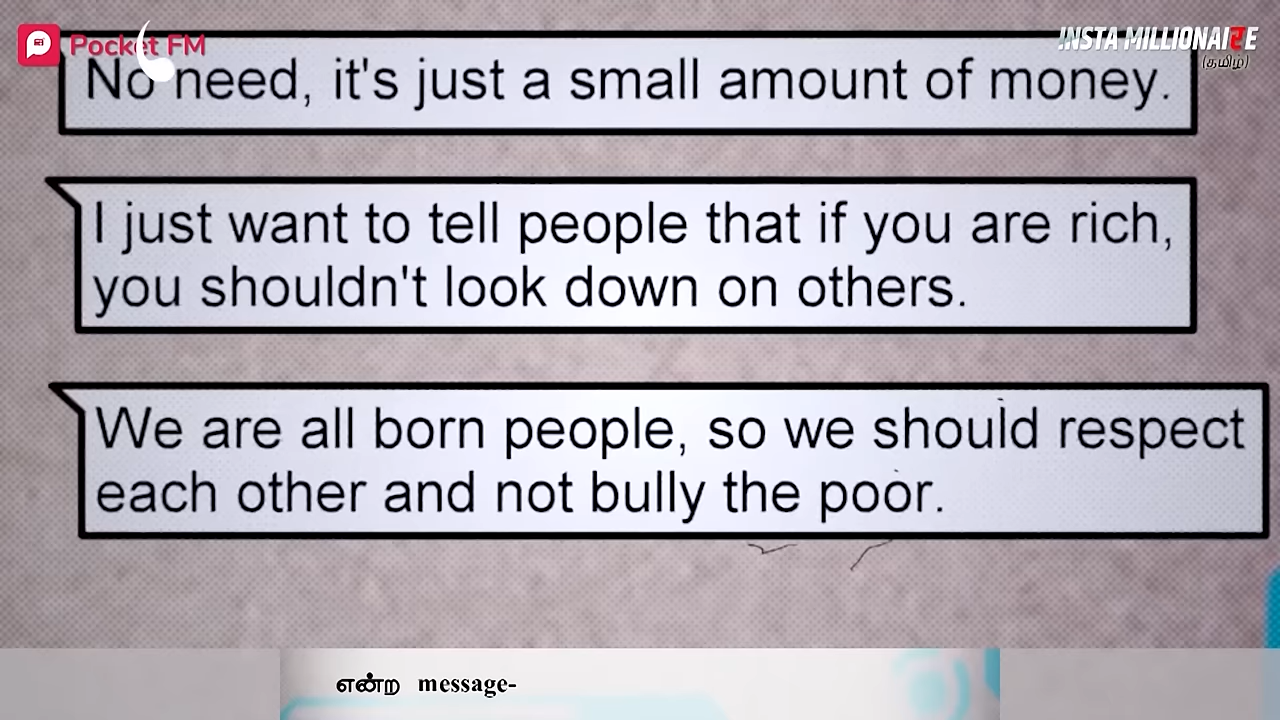 Pocket FM
INSTA MILLIONAIRE
(தமிழ்)
No need, it's just a small amount of money.
I just want to tell people that if you are rich,
you shouldn't look down on others.
We are all born people, so we should respect
each other and not bully the poor.
என்ற message-